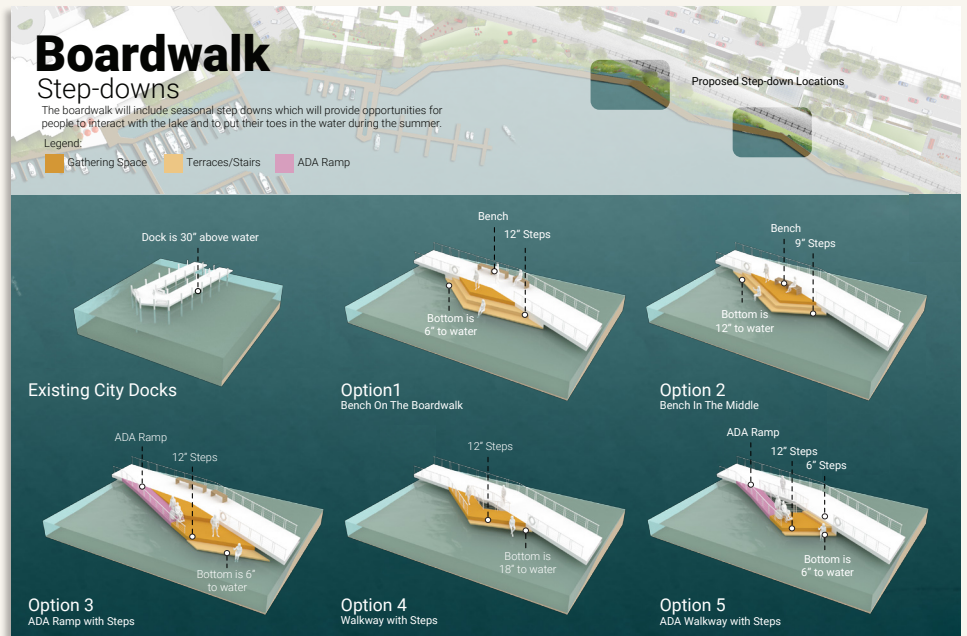 Boardwalk
Step-downs
The boardwalk will include seasonal step downs which will provide opportunities for
people to interact with the lake and to put their toes in the water during the summer.
Legend:
Gathering Space
Terraces/Stairs
ADA Ramp
Proposed Step-down Locations
Dock is 30” above water
Existing City Docks
Bench
12” Steps
Bottom is
6” to water
Option1
Bench On The Boardwalk
Bench
9” Steps
Bottom is
12” to water
Option 2
Bench In The Middle
ADA Ramp
12” Steps
Bottom is 6”
to water
Option 3
ADA Ramp with Steps
12” Steps
Bottom is
18” to water
Option 4
Walkway with Steps
ADA Ramp
12” Steps
6” Steps
Bottom is
6” to water
Option 5
ADA Walkway with Steps